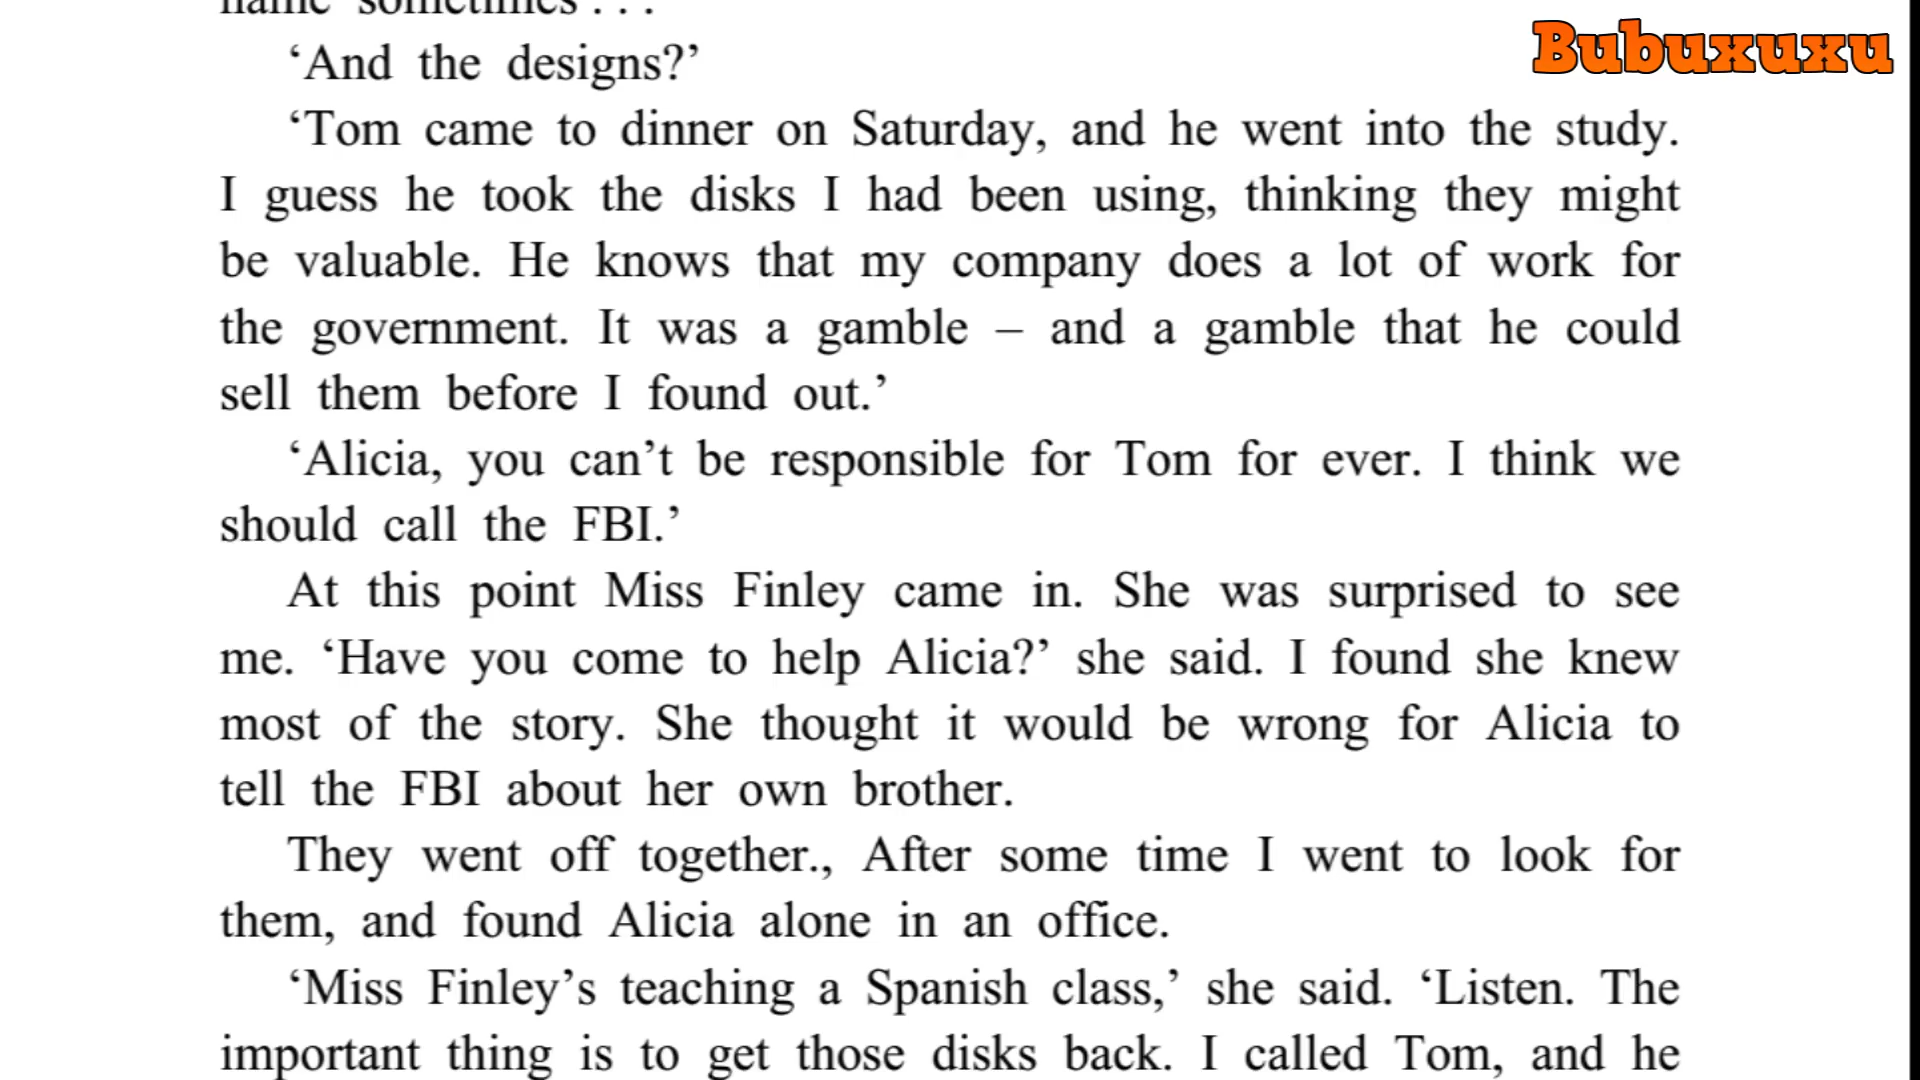 name sometimes . . .
Bubuxuxu
‘And the designs?’
‘Tom came to dinner on Saturday, and he went into the study.
I guess he took the disks I had been using, thinking they might
be valuable. He knows that my company does a lot of work for
the government. It was a gamble – and a gamble that he could
sell them before I found out.’
‘Alicia, you can’t be responsible for Tom for ever. I think we
should call the FBI.’
At this point Miss Finley came in. She was surprised to see
me. ‘Have you come to help Alicia?’ she said. I found she knew
most of the story. She thought it would be wrong for Alicia to
tell the FBI about her own brother.
They went off together., After some time I went to look for
them, and found Alicia alone in an office.
‘Miss Finley’s teaching a Spanish class,’ she said. ‘Listen. The
important thing is to get those disks back. I called Tom, and he